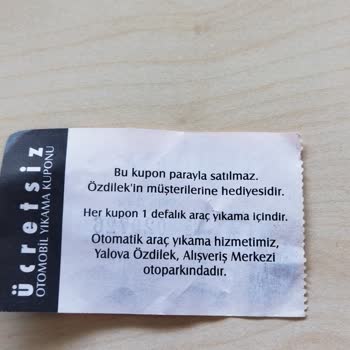 Ücretsiz
OTOMOBİL YIKAMA KUPONU
Bu kupon parayla satılmaz.
Özdilek'in müşterilerine hediyesidir.
Her kupon 1 defalık araç yıkama içindir.
Otomatik araç yıkama hizmetimiz,
Yalova Özdilek, Alışveriş Merkezi
otoparkındadır.